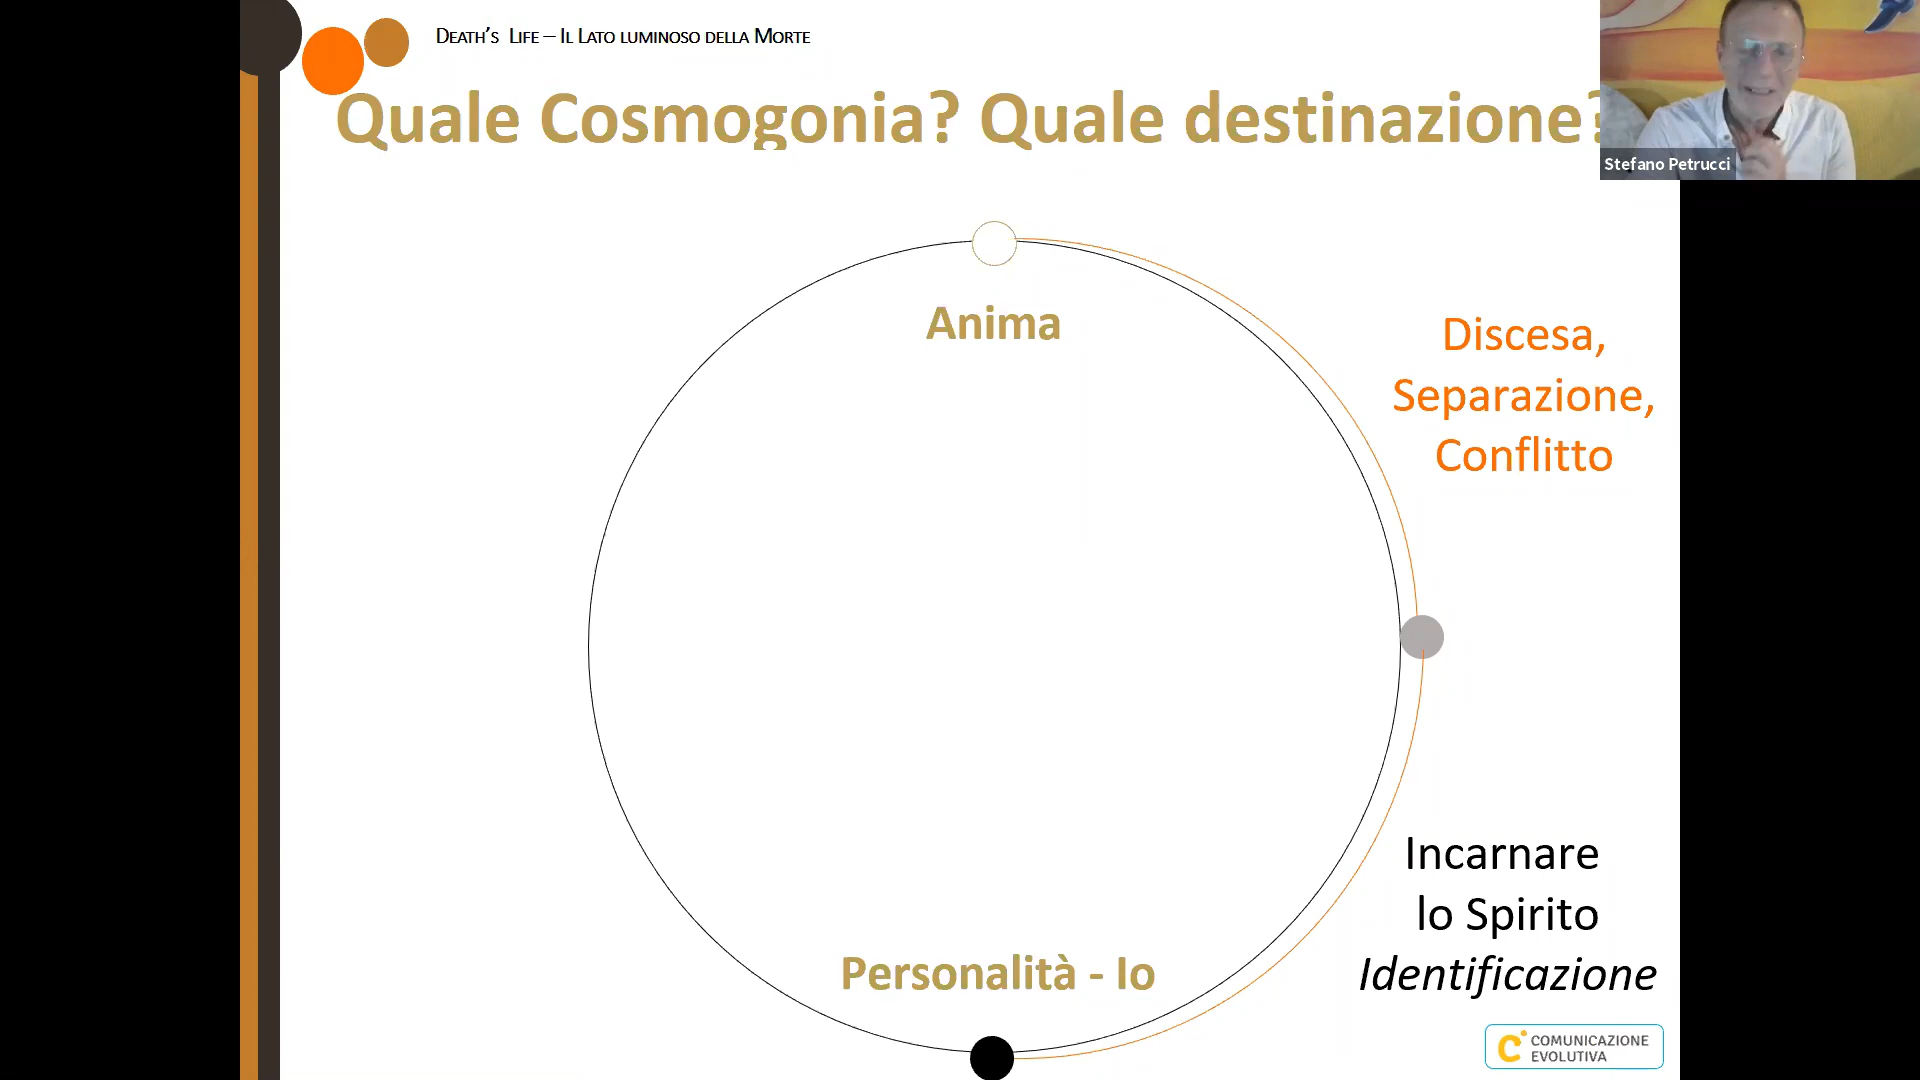 Death's Life – Il Lato luminoso della Morte
Quale Cosmogonia? Quale destinazione?
Stefano Petrucci
Anima
Discesa,
Separazione,
Conflitto
Incarnare
lo Spirito
Identificazione
Personalità - Io
COMUNICAZIONE
EVOLUTIVA